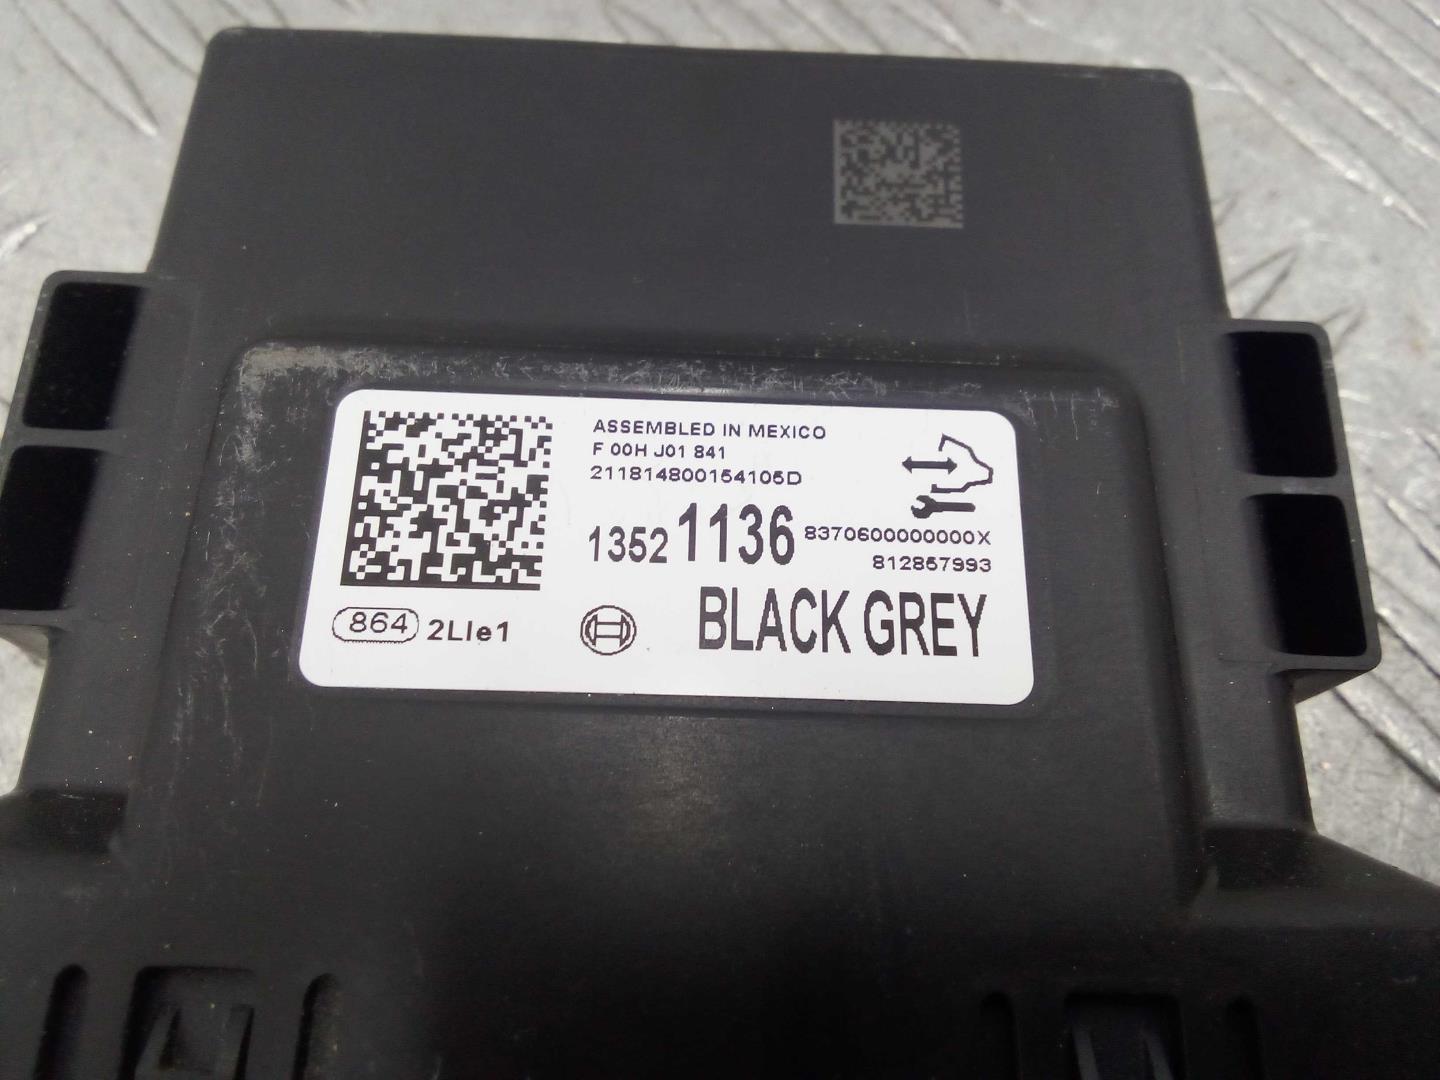 ASSEMBLED IN MEXICO
F 00H J01 841
211814800154105D
13521136 8370600000000X
812857993
864 2LIe1
BLACK GREY